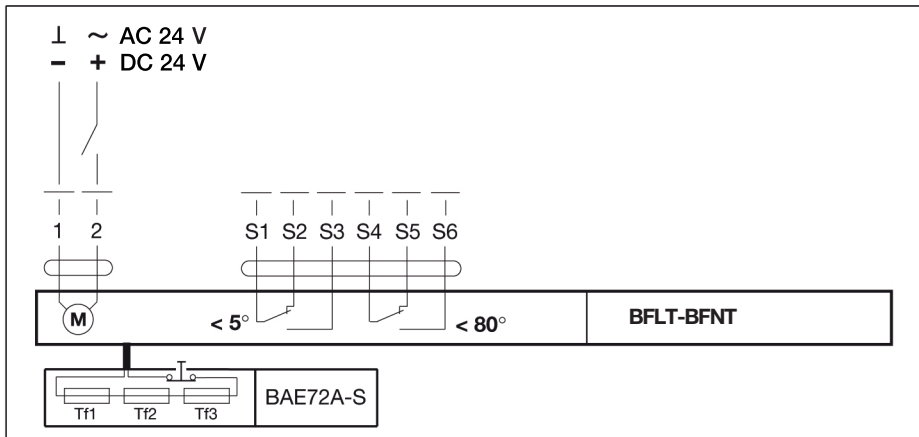 ⊥ ~ AC 24 V
− + DC 24 V
1 2 S1 S2 S3 S4 S5 S6
M < 5° < 80° BFLT-BFNT
BAE72A-S
Tf1 Tf2 Tf3